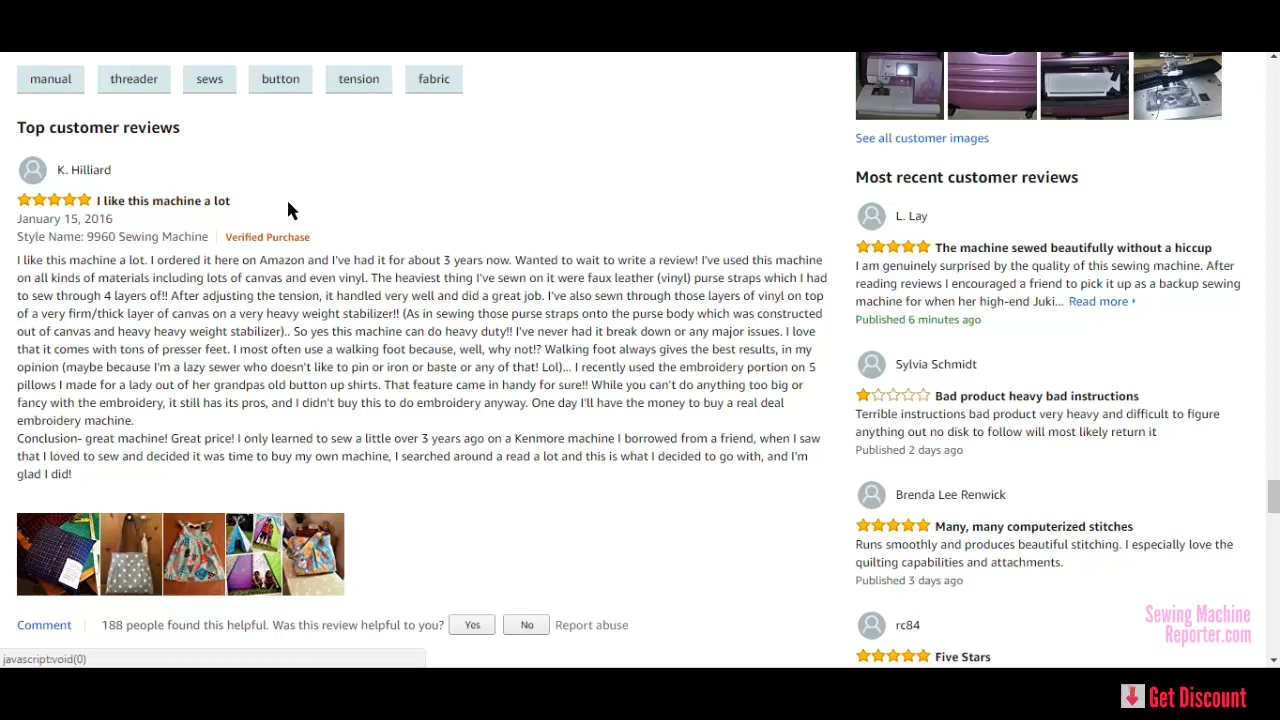 manual threader sews button tension fabric
Top customer reviews
K. Hilliard
I like this machine a lot
January 15, 2016
Style Name: 9960 Sewing Machine Verified Purchase
I like this machine a lot. I ordered it here on Amazon and I've had it for about 3 years now. Wanted to wait to write a review! I've used this machine
on all kinds of materials including lots of canvas and even vinyl. The heaviest thing I've sewn on it were faux leather (vinyl) purse straps which I had
to sew through 4 layers of!! After adjusting the tension, it handled very well and did a great job. I've also sewn through those layers of vinyl on top
of a very firm/thick layer of canvas on a very heavy weight stabilizer!! (As in sewing those purse straps onto the purse body which was constructed
out of canvas and heavy heavy weight stabilizer).. So yes this machine can do heavy duty!! I've never had it break down or any major issues. I love
that it comes with tons of presser feet. I most often use a walking foot because, well, why not!? Walking foot always gives the best results, in my
opinion (maybe because I'm a lazy sewer who doesn't like to pin or iron or baste or any of that! Lol)... I recently used the embroidery portion on 5
pillows I made for a lady out of her grandpas old button up shirts. That feature came in handy for sure!! While you can't do anything too big or
fancy with the embroidery, it still has its pros, and I didn't buy this to do embroidery anyway. One day I'll have the money to buy a real deal
embroidery machine.
Conclusion- great machine! Great price! I only learned to sew a little over 3 years ago on a Kenmore machine I borrowed from a friend, when I saw
that I loved to sew and decided it was time to buy my own machine, I searched around a read a lot and this is what I decided to go with, and I'm
glad I did!
Comment 188 people found this helpful. Was this review helpful to you? Yes No Report abuse
javascript:void(0)
See all customer images
Most recent customer reviews
L. Lay
The machine sewed beautifully without a hiccup
I am genuinely surprised by the quality of this sewing machine. After
reading reviews I encouraged a friend to pick it up as a backup sewing
machine for when her high-end Juki... Read more
Published 6 minutes ago
Sylvia Schmidt
Bad product heavy bad instructions
Terrible instructions bad product very heavy and difficult to figure
anything out no disk to follow will most likely return it
Published 2 days ago
Brenda Lee Renwick
Many, many computerized stitches
Runs smoothly and produces beautiful stitching. I especially love the
quilting capabilities and attachments.
Published 3 days ago
rc84
Five Stars
Sewing Machine
Reporter.com
Get Discount